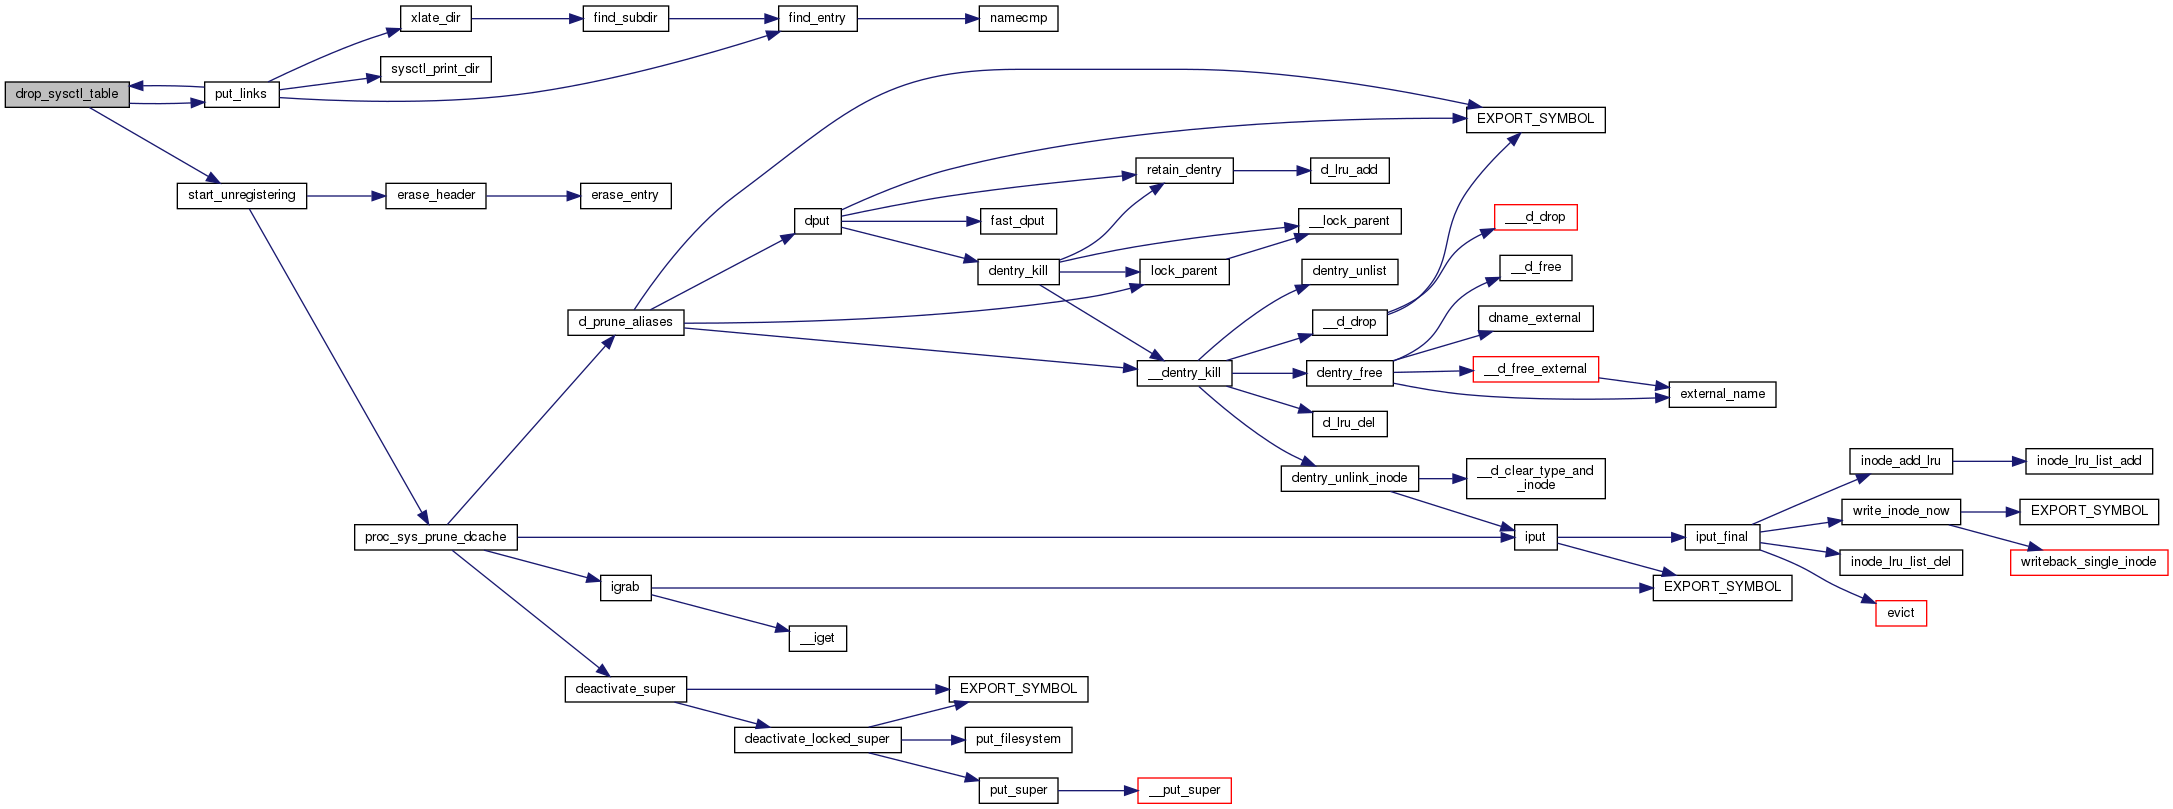 xlate_dir
find_subdir
find_entry
namecmp
sysctl_print_dir
drop_sysctl_table
put_links
EXPORT_SYMBOL
retain_dentry
d_lru_add
start_unregistering
erase_header
erase_entry
dput
fast_dput
__lock_parent
___d_drop
dentry_kill
lock_parent
dentry_unlist
__d_free
d_prune_aliases
__d_drop
dname_external
__dentry_kill
dentry_free
__d_free_external
external_name
d_lru_del
dentry_unlink_inode
__d_clear_type_and
_inode
inode_add_lru
inode_lru_list_add
proc_sys_prune_dcache
iput
iput_final
write_inode_now
EXPORT_SYMBOL
inode_lru_list_del
writeback_single_inode
igrab
EXPORT_SYMBOL
evict
__iget
deactivate_super
EXPORT_SYMBOL
deactivate_locked_super
put_filesystem
put_super
__put_super